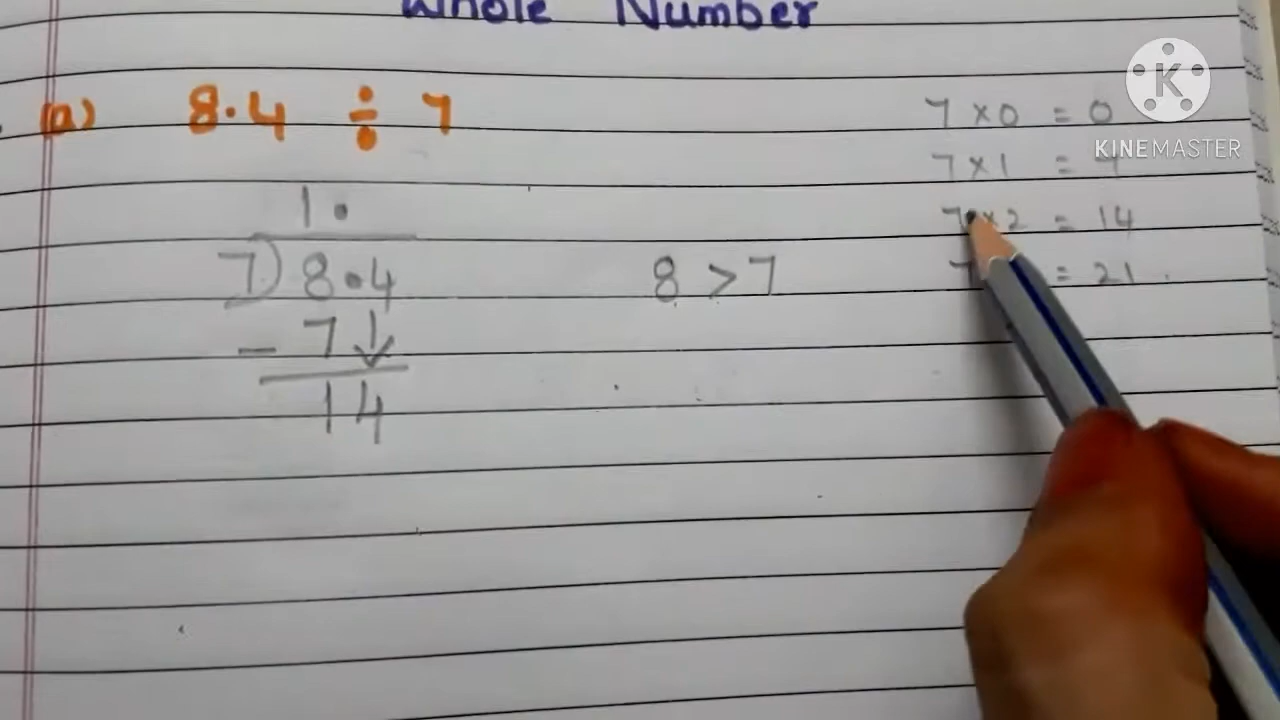 Whole Number
(a) 8.4 ÷ 7
7 × 0 = 0
7 × 1 = 7
7 × 2 = 14
= 21
1.
7) 8.4
8 > 7
- 7↓
14
K
KINEMASTER